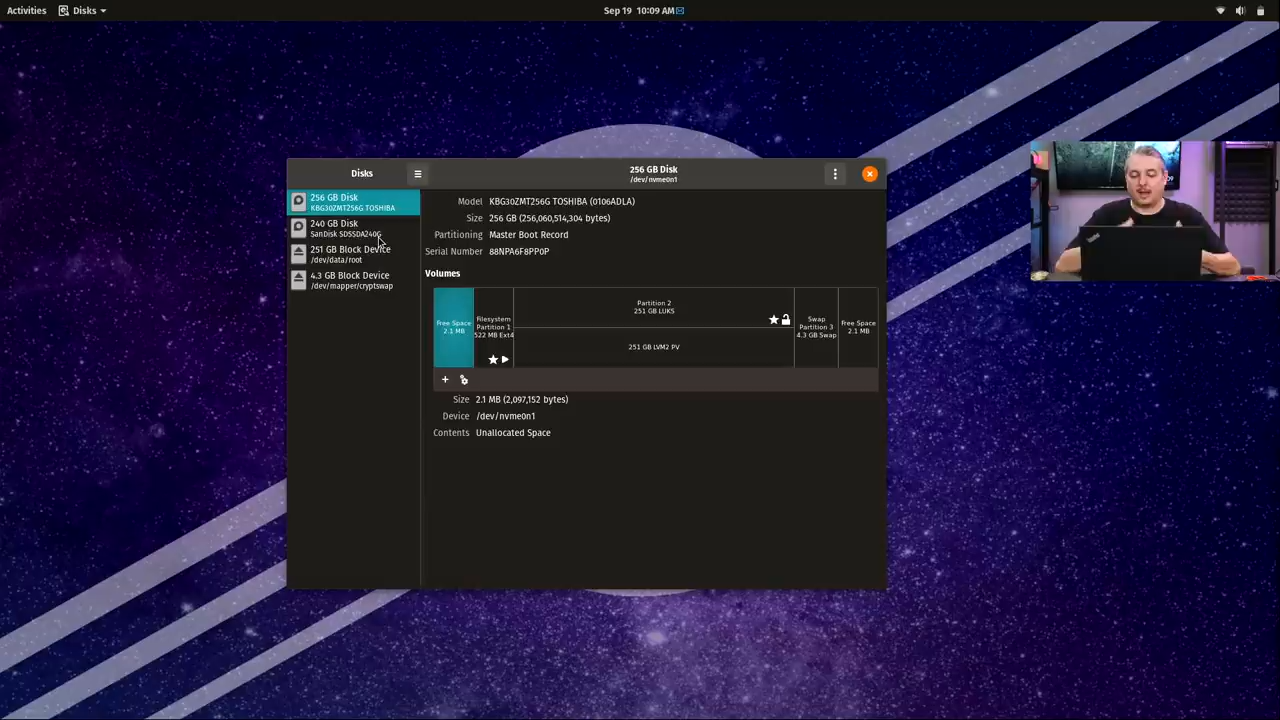 Activities
Disks
Sep 19 10:09 AM
Disks
256 GB Disk
/dev/nvme0n1
256 GB Disk
KBG30ZMT256G TOSHIBA
240 GB Disk
SanDisk SDSSDA240G
251 GB Block Device
/dev/data/root
4.3 GB Block Device
/dev/mapper/cryptswap
Model KBG30ZMT256G TOSHIBA (0106ADLA)
Size 256 GB (256,060,514,304 bytes)
Partitioning Master Boot Record
Serial Number 88NPA6F8PP0P
Volumes
Free Space
2.1 MB
Filesystem
Partition 1
522 MB Ext4
Partition 2
251 GB LUKS
251 GB LVM2 PV
Swap
Partition 3
4.3 GB Swap
Free Space
2.1 MB
Size 2.1 MB (2,097,152 bytes)
Device /dev/nvme0n1
Contents Unallocated Space